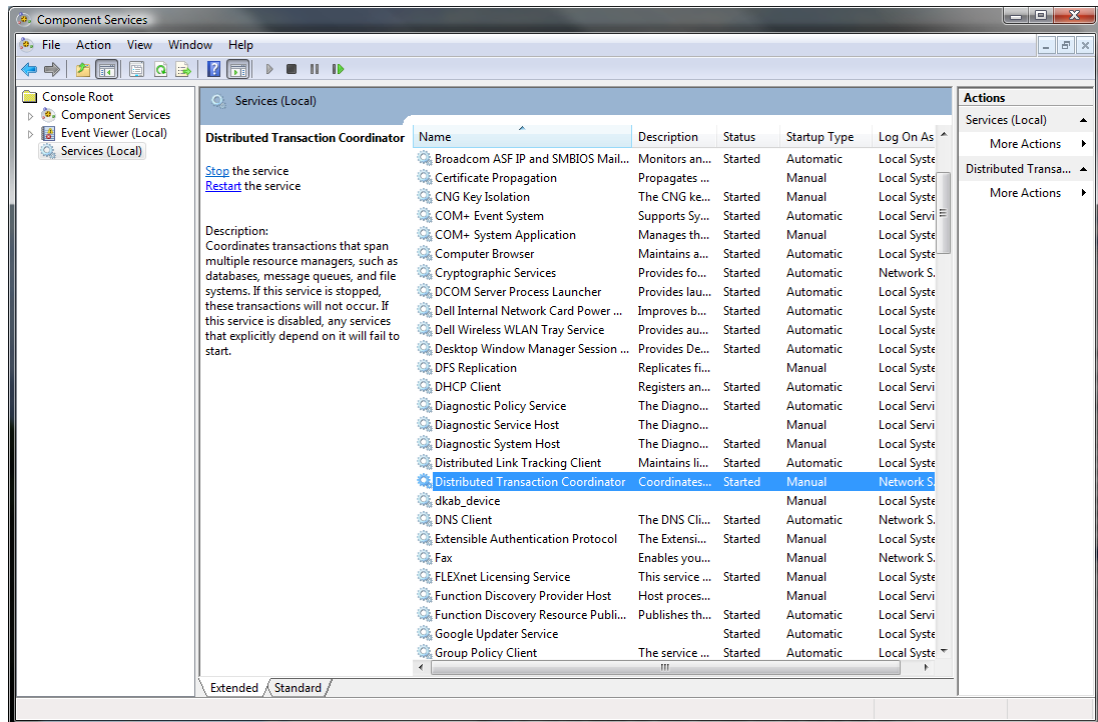 Component Services
File Action View Window Help
Console Root
Component Services
Event Viewer (Local)
Services (Local)
Services (Local)
Distributed Transaction Coordinator
Stop the service
Restart the service
Description:
Coordinates transactions that span
multiple resource managers, such as
databases, message queues, and file
systems. If this service is stopped,
these transactions will not occur. If
this service is disabled, any services
that explicitly depend on it will fail to
start.
Name Description Status Startup Type Log On As
Broadcom ASF IP and SMBIOS Mail... Monitors an... Started Automatic Local Syste
Certificate Propagation Propagates ... Manual Local Syste
CNG Key Isolation The CNG ke... Started Manual Local Syste
COM+ Event System Supports Sy... Started Automatic Local Servi
COM+ System Application Manages th... Started Manual Local Syste
Computer Browser Maintains a... Started Automatic Local Syste
Cryptographic Services Provides fo... Started Automatic Network S.
DCOM Server Process Launcher Provides lau... Started Automatic Local Syste
Dell Internal Network Card Power ... Improves b... Started Automatic Local Syste
Dell Wireless WLAN Tray Service Provides au... Started Automatic Local Syste
Desktop Window Manager Session ... Provides De... Started Automatic Local Syste
DFS Replication Replicates fi... Manual Local Syste
DHCP Client Registers an... Started Automatic Local Servi
Diagnostic Policy Service The Diagno... Started Automatic Local Servi
Diagnostic Service Host The Diagno... Manual Local Servi
Diagnostic System Host The Diagno... Started Manual Local Syste
Distributed Link Tracking Client Maintains li... Started Automatic Local Syste
Distributed Transaction Coordinator Coordinates... Started Manual Network S.
dkab_device Manual Local Syste
DNS Client The DNS Cli... Started Automatic Network S.
Extensible Authentication Protocol The Extensi... Started Manual Local Syste
Fax Enables you... Manual Network S.
FLEXnet Licensing Service This service ... Started Manual Local Syste
Function Discovery Provider Host Host proces... Manual Local Servi
Function Discovery Resource Publi... Publishes th... Started Automatic Local Servi
Google Updater Service Started Automatic Local Syste
Group Policy Client The service ... Started Automatic Local Syste
Extended Standard
Actions
Services (Local)
More Actions
Distributed Transa...
More Actions